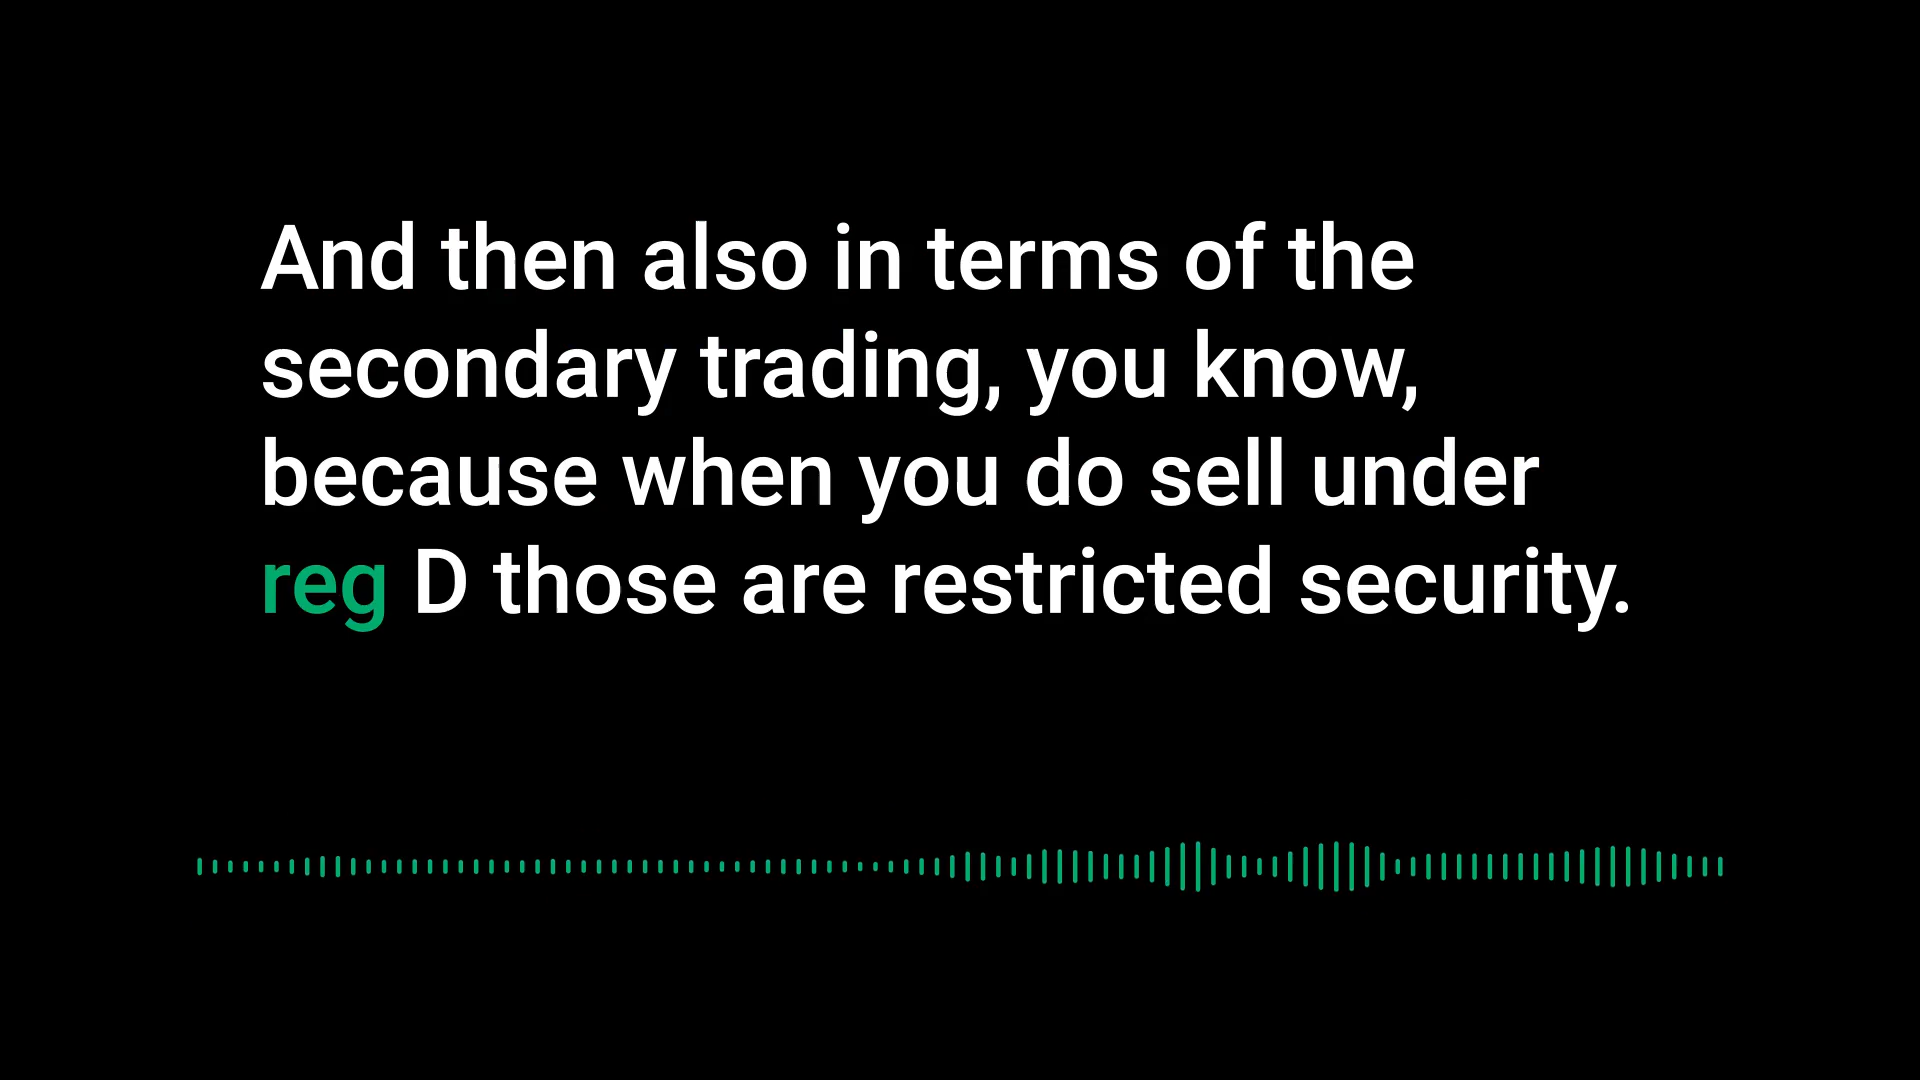 And then also in terms of the
secondary trading, you know,
because when you do sell under
reg D those are restricted security.